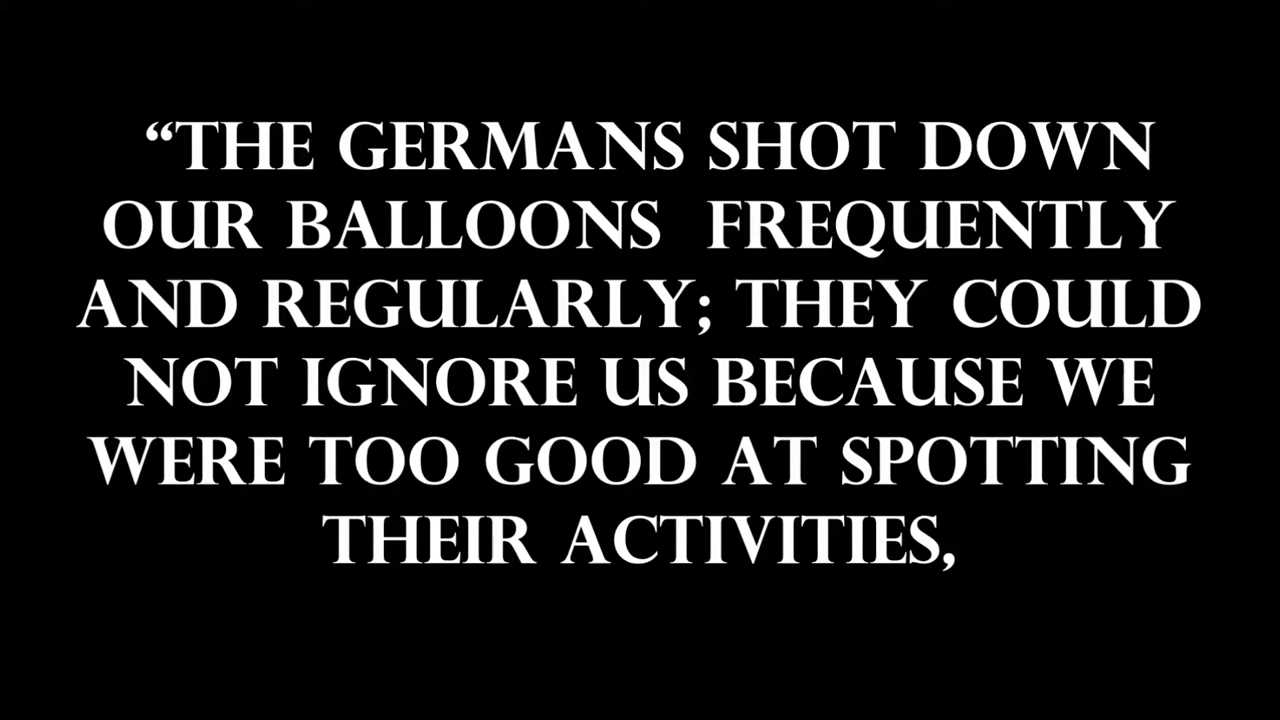 “THE GERMANS SHOT DOWN
OUR BALLOONS  FREQUENTLY
AND REGULARLY; THEY COULD
NOT IGNORE US BECAUSE WE
WERE TOO GOOD AT SPOTTING
THEIR ACTIVITIES,